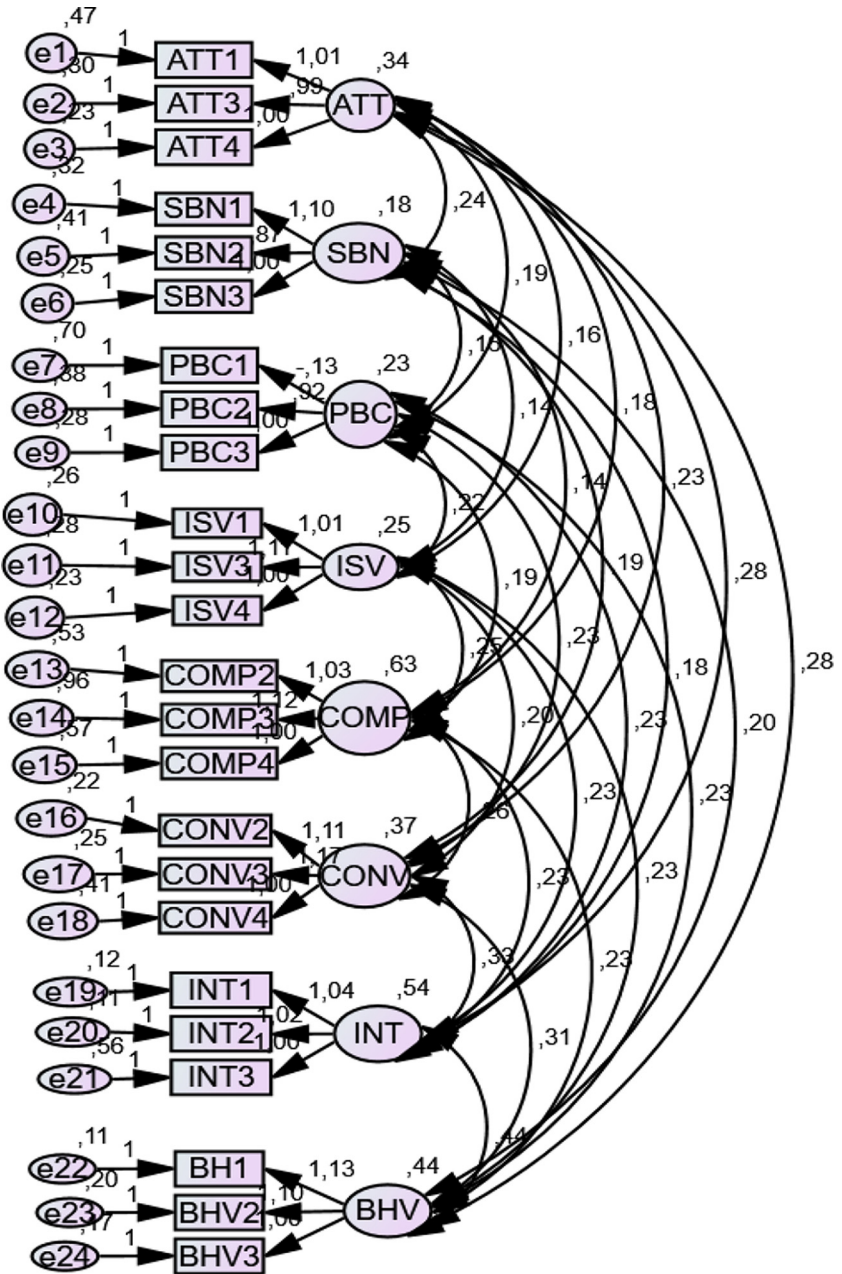 ,47
e1 1 ATT1 1,01 ,34
,30
e2 1 ATT3 ,99 ATT
,23
e3 1 ATT4 ,00
,32
e4 1 SBN1 1,10 ,18 ,24
,41
e5 1 SBN2 ,87 SBN
,25
e6 1 SBN3 1,00 ,19
,70
e7 1 PBC1 -,13 ,23 ,15 ,16
,38
e8 1 PBC2 ,92 PBC ,14 ,18
,28
e9 1 PBC3 1,00
,26 ,14 ,23
e10 1 ISV1 1,01 ,25 ,22
,28
e11 1 ISV3 1,17 ISV ,19 19 ,28
,23
e12 1 ISV4 1,00
,53 ,25 ,23
e13 1 COMP2 1,03 ,63 ,18 ,28
,96
e14 1 COMP3 1,12 COMP ,20 ,23 ,20
,57
e15 1 COMP4 1,00
,22 ,23 ,23
e16 1 CONV2 1,11 ,37 ,26
,25
e17 1 CONV3 1,17 CONV ,23 ,23
,41
e18 1 CONV4 1,00
,12 ,33 ,23
e19 1 INT1 1,04 ,54
,11
e20 1 INT2 1,02 INT ,31
,56
e21 1 INT3 1,00
,11 ,44
e22 1 BH1 1,13 ,44
,20
e23 1 BHV2 1,10 BHV
e24 1 BHV3 ,00